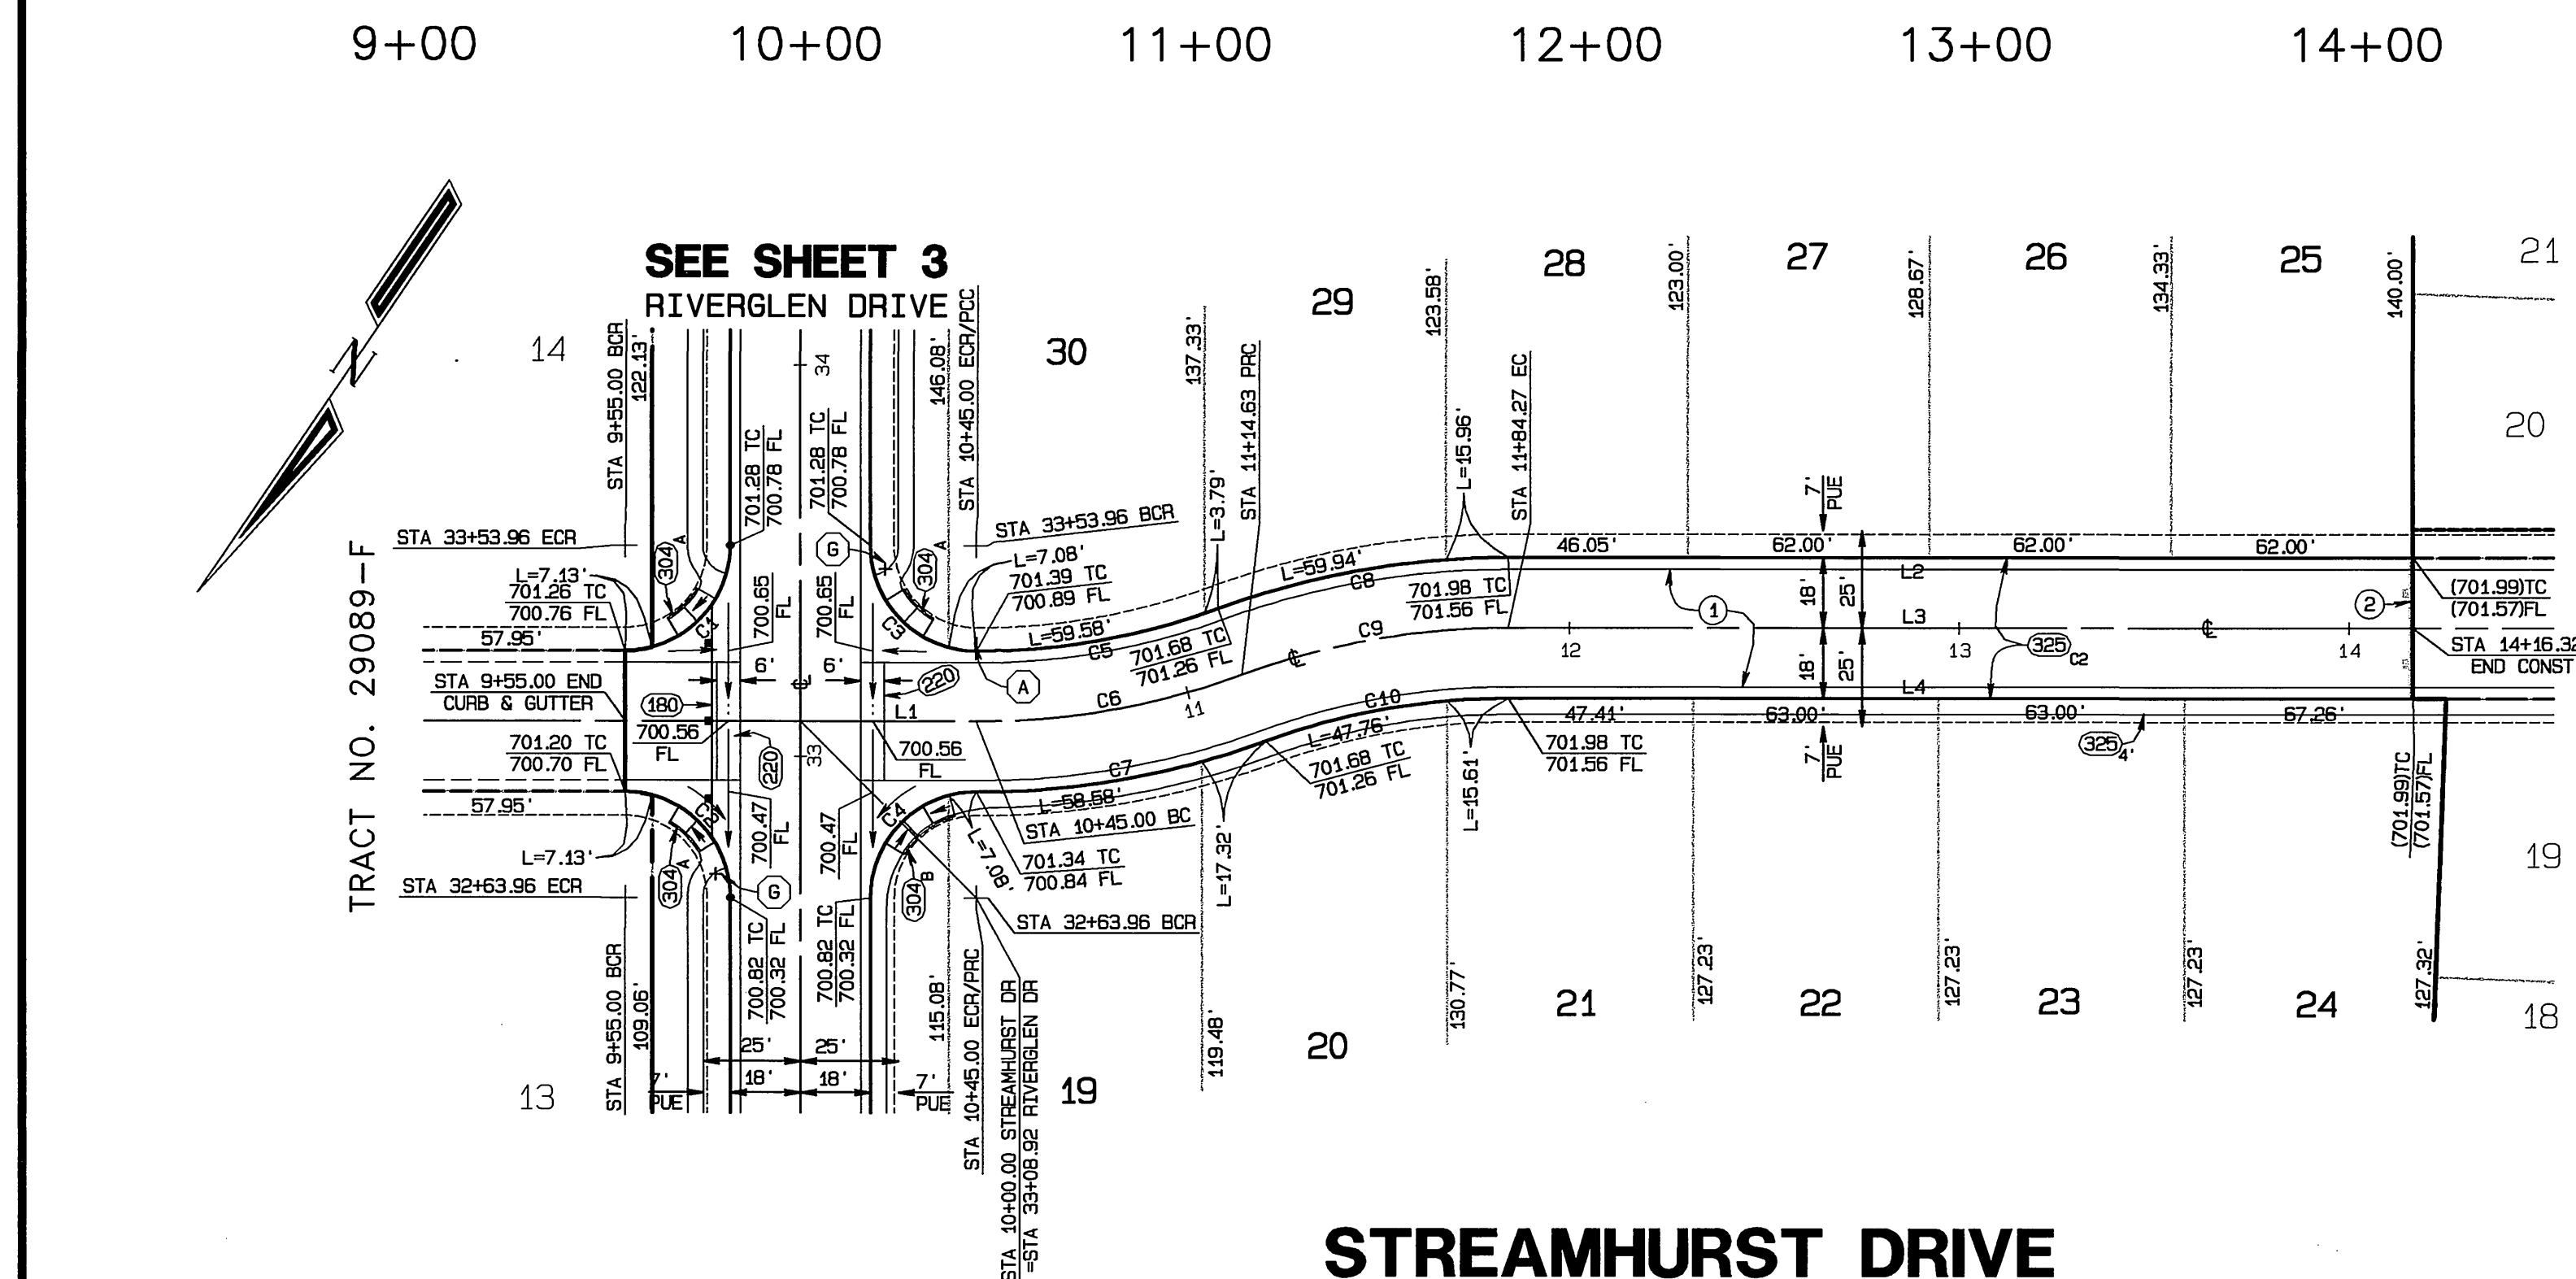 9+00 10+00 11+00 12+00 13+00 14+00
SEE SHEET 3
RIVERGLEN DRIVE
14
30
29
28
27
26
25
21
20
STA 9+55.00 BCR
122.13'
34
146.08'
STA 10+45.00 ECR/PCC
137.33'
STA 11+14.63 PRC
123.58'
STA 11+84.27 EC
123.00'
128.67'
134.33'
140.00'
701.28 TC
700.78 FL
701.28 TC
700.78 FL
L=3.79'
L=15.96'
7'
PUE
STA 33+53.96 ECR
304
A
G
304
A
STA 33+53.96 BCR
L=7.08'
701.39 TC
700.89 FL
L=7.13'
701.26 TC
700.76 FL
57.95'
C1
700.65
FL
700.65
FL
C3
L=59.58'
C5
L=59.94'
C8
701.98 TC
701.56 FL
46.05'
62.00'
62.00'
62.00'
L2
1
18'
25'
2
(701.99)TC
(701.57)FL
TRACT NO. 29089-F
6'
6'
220
A
701.68 TC
701.26 FL
C9
L3
12
13
14
325
C2
STA 14+16.32
END CONST
STA 9+55.00 END
CURB & GUTTER
180
L1
C6
11
18'
25'
L4
700.56
FL
700.56
FL
C10
47.41'
63.00'
63.00'
67.26'
701.20 TC
700.70 FL
220
33
C7
L=47.76'
701.68 TC
701.26 FL
701.98 TC
701.56 FL
7'
PUE
325
4'
57.95'
C2
700.47
FL
700.47
FL
C4
L=58.58'
STA 10+45.00 BC
L=15.61'
(701.99)TC
(701.57)FL
L=7.13'
L=7.08'
701.34 TC
700.84 FL
L=17.32'
19
STA 32+63.96 ECR
304
A
G
304
B
STA 32+63.96 BCR
700.82 TC
700.32 FL
700.82 TC
700.32 FL
STA 9+55.00 BCR
109.06'
115.08'
STA 10+45.00 ECR/PRC
STA 10+00.00 STREAMHURST DR
=STA 33+08.92 RIVERGLEN DR
119.48'
130.77'
127.23'
127.23'
127.23'
127.32'
25'
25'
7'
PUE
18'
18'
7'
PUE
13
19
20
21
22
23
24
18
STREAMHURST DRIVE